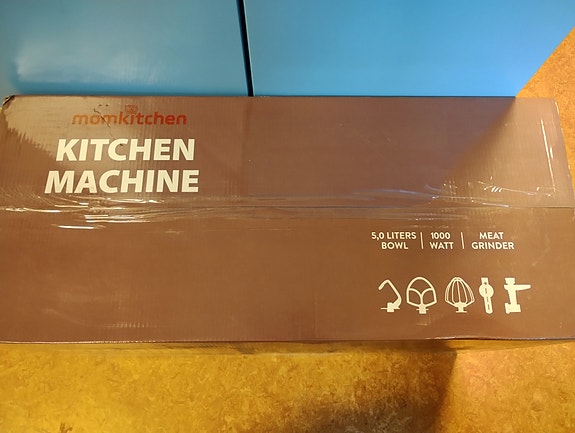 momkitchen
KITCHEN
MACHINE
5,0 LITERS
BOWL
1000
WATT
MEAT
GRINDER